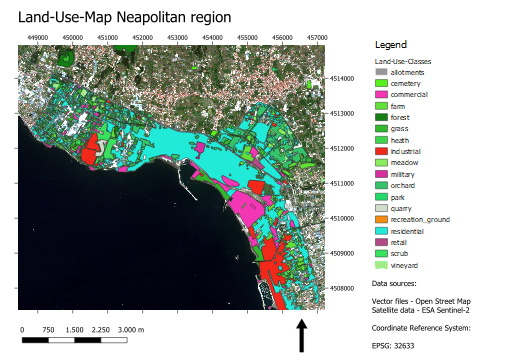 Land-Use-Map Neapolitan region
449000 450000 451000 452000 453000 454000 455000 456000 457000
4514000
4513000
4512000
4511000
4510000
4509000
4508000
0 750 1.500 2.250 3.000 m
Legend
Land-Use-Classes
allotments
cemetery
commercial
farm
forest
grass
heath
industrial
meadow
military
orchard
park
quarry
recreation_ground
residential
retail
scrub
vineyard
Data sources:
Vector files - Open Street Map
Satellite data - ESA Sentinel-2
Coordinate Reference System:
EPSG: 32633